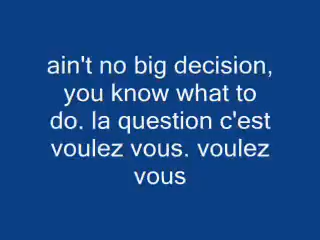 ain't no big decision,
you know what to
do. la question c'est
voulez vous. voulez
vous